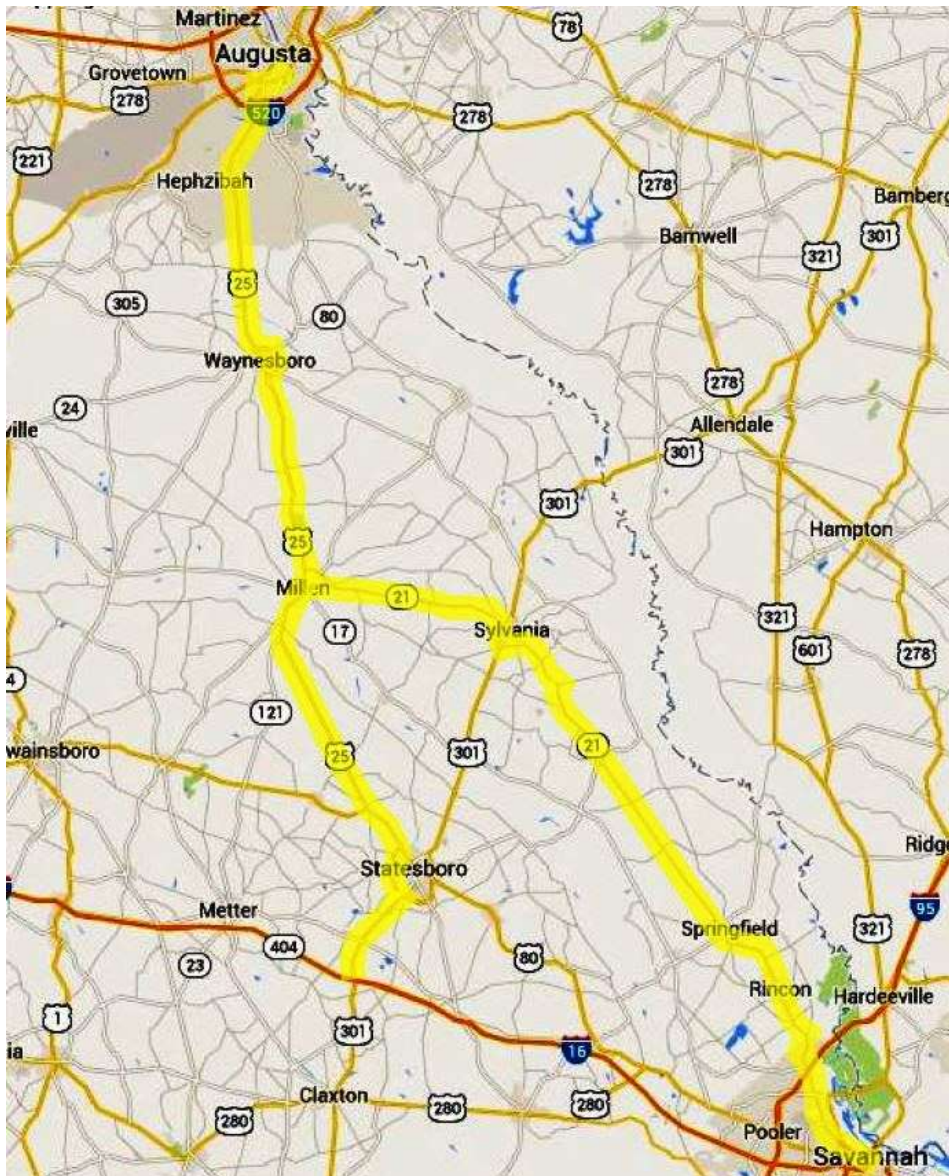 Martinez
78
Augusta
Grovetown
278
520
278
221
Hephzibah
278
Bamberg
Barnwell
301
321
25
305
80
Waynesboro
278
24
ville
Allendale
301
301
25
Hampton
Millen
21
17
Sylvania
321
601
278
4
121
wainsboro
301
21
25
Statesboro
Ridge
Metter
95
404
Springfield
321
80
23
Rincon
Hardeeville
1
301
16
ia
Claxton
280
280
280
Pooler
Savannah